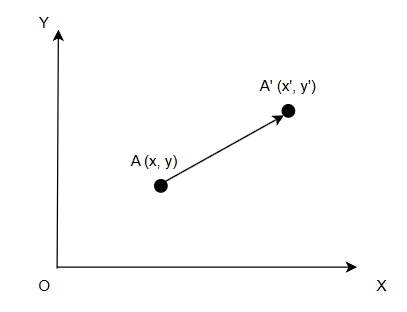 Y
A' (x', y')
A (x, y)
O
X